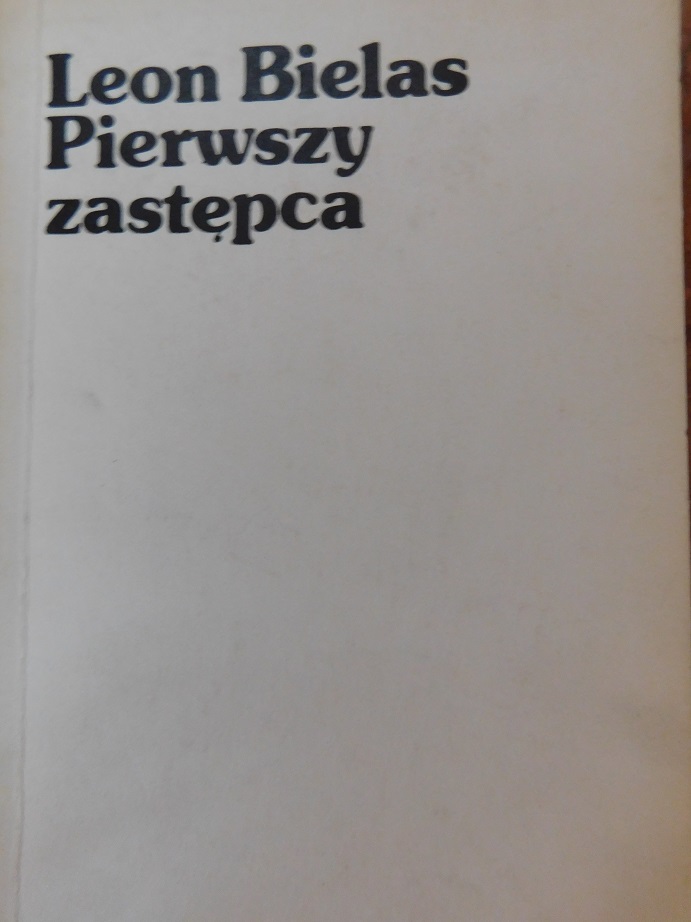 Leon Bielas
Pierwszy
zastępca